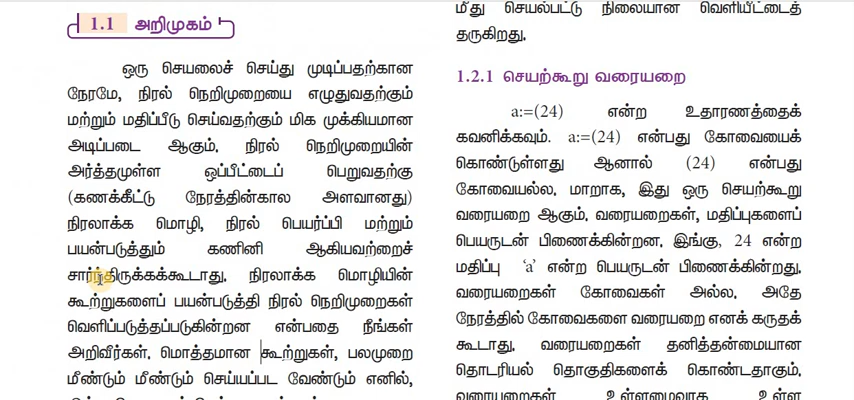 1.1 அறிமுகம்
ஒரு செயலைச் செய்து முடிப்பதற்கான
நேரமே, நிரல் நெறிமுறையை எழுதுவதற்கும்
மற்றும் மதிப்பீடு செய்வதற்கும் மிக முக்கியமான
அடிப்படை ஆகும். நிரல் நெறிமுறையின்
அர்த்தமுள்ள ஒப்பீட்டைப் பெறுவதற்கு
(கணக்கீட்டு நேரத்தின்கால அளவானது)
நிரலாக்க மொழி, நிரல் பெயர்ப்பி மற்றும்
பயன்படுத்தும் கணினி ஆகியவற்றைச்
சார்ந்திருக்கக்கூடாது. நிரலாக்க மொழியின்
கூற்றுகளைப் பயன்படுத்தி நிரல் நெறிமுறைகள்
வெளிப்படுத்தப்படுகின்றன என்பதை நீங்கள்
அறிவீர்கள். மொத்தமான கூற்றுகள், பலமுறை
மீண்டும் மீண்டும் செய்யப்பட வேண்டும் எனில்,
மீது செயல்பட்டு நிலையான வெளியீட்டைத்
தருகிறது.
1.2.1 செயற்கூறு வரையறை
a:=(24) என்ற உதாரணத்தைக்
கவனிக்கவும். a:=(24) என்பது கோவையைக்
கொண்டுள்ளது ஆனால் (24) என்பது
கோவையல்ல. மாறாக, இது ஒரு செயற்கூறு
வரையறை ஆகும். வரையறைகள், மதிப்புகளைப்
பெயருடன் பிணைக்கின்றன. இங்கு, 24 என்ற
மதிப்பு ‘a’ என்ற பெயருடன் பிணைக்கின்றது.
வரையறைகள் கோவைகள் அல்ல. அதே
நேரத்தில் கோவைகளை வரையறை எனக் கருதக்
கூடாது. வரையறைகள் தனித்தன்மையான
தொடரியல் தொகுதிகளைக் கொண்டதாகும்.
வரையறைகள் உள்ளமைவாக உள்ள